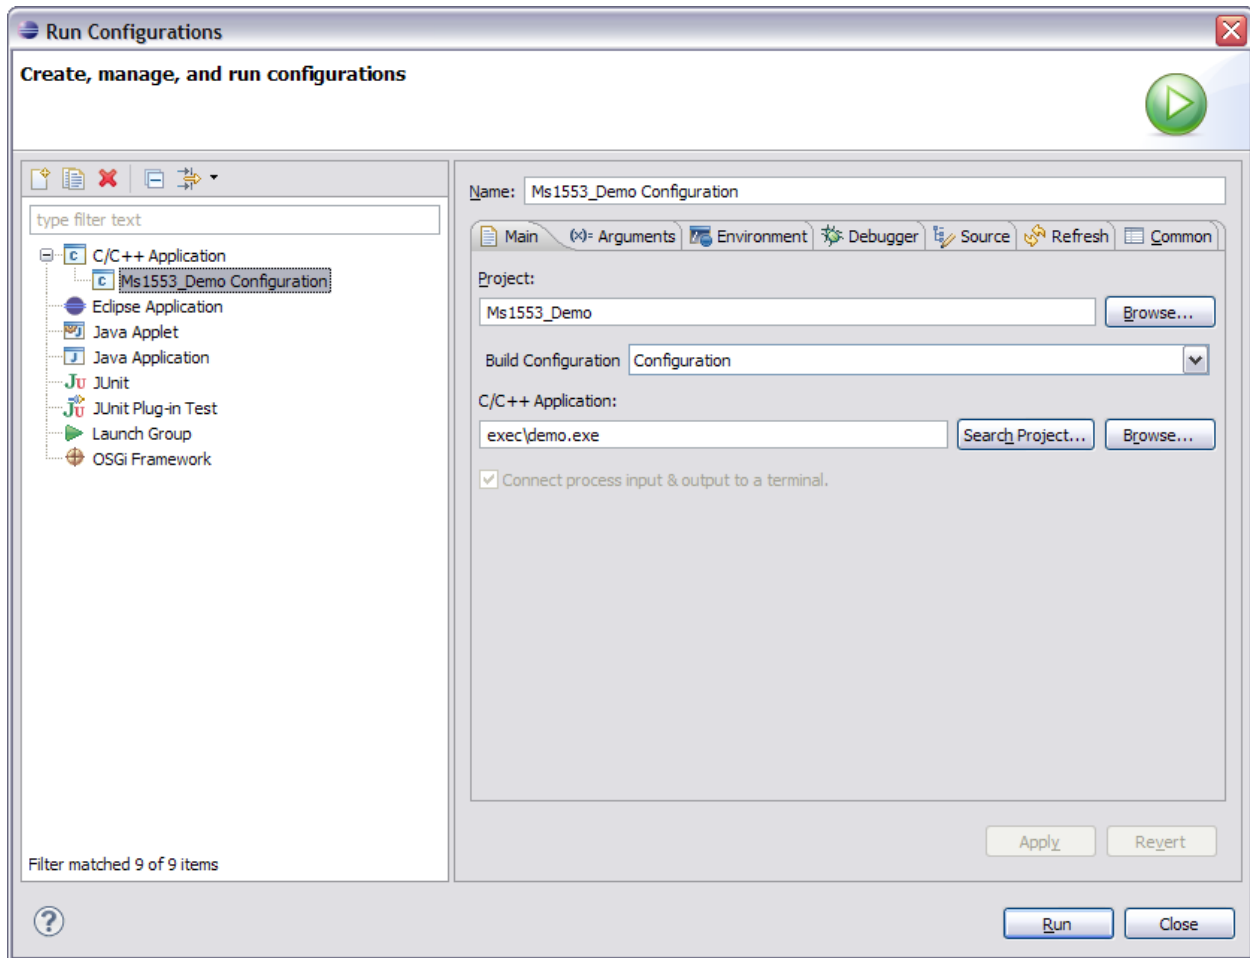 Run Configurations
Create, manage, and run configurations
type filter text
C/C++ Application
Ms1553_Demo Configuration
Eclipse Application
Java Applet
Java Application
JUnit
JUnit Plug-in Test
Launch Group
OSGi Framework
Filter matched 9 of 9 items
Name: Ms1553_Demo Configuration
Main (x)= Arguments Environment Debugger Source Refresh Common
Project:
Ms1553_Demo Browse...
Build Configuration Configuration
C/C++ Application:
exec\demo.exe Search Project... Browse...
Connect process input & output to a terminal.
Apply Revert
Run Close